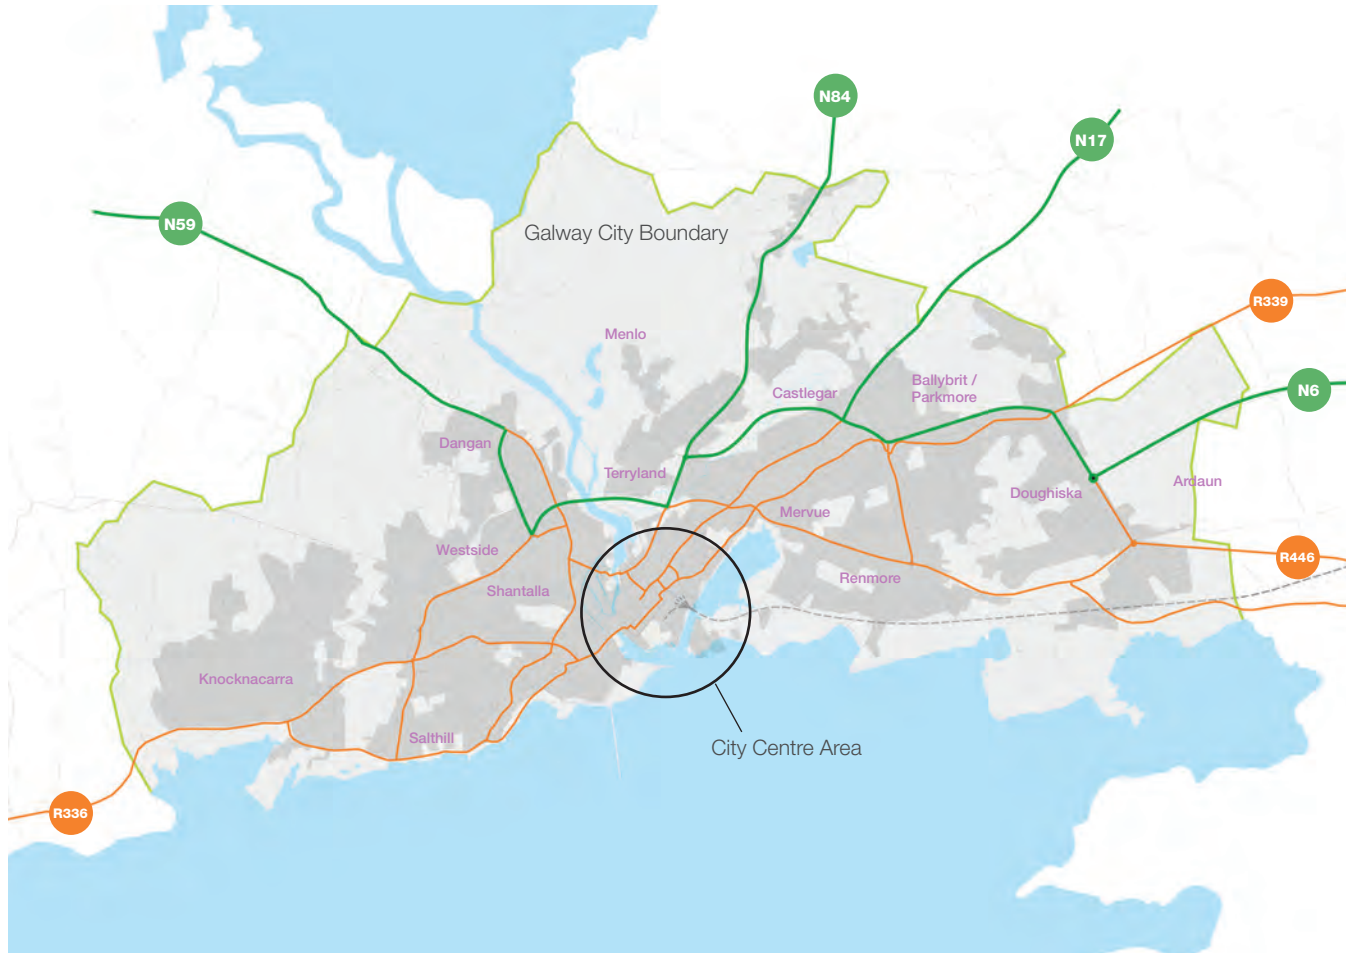 N84
N17
N59
Galway City Boundary
R339
Menlo
N6
Castlegar
Ballybrit /
Parkmore
Dangan
Terryland
Ardaun
Doughiska
Mervue
Westside
R446
Renmore
Shantalla
Knocknacarra
Salthill
City Centre Area
R336